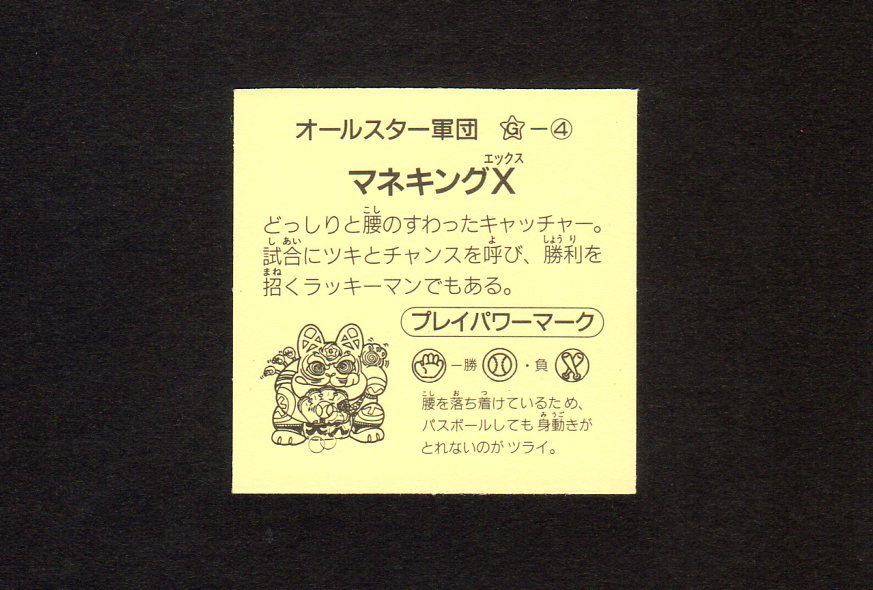 オールスター軍団 G－④
エックス
マネキングX
こし
どっしりと腰のすわったキャッチャー。
し あい よ しょう り
試合にツキとチャンスを呼び、勝利を
まね
招くラッキーマンでもある。
プレイパワーマーク
－勝 ・負
こし お つ
腰を落ち着けているため、
みうご
パスボールしても身動きが
とれないのがツライ。